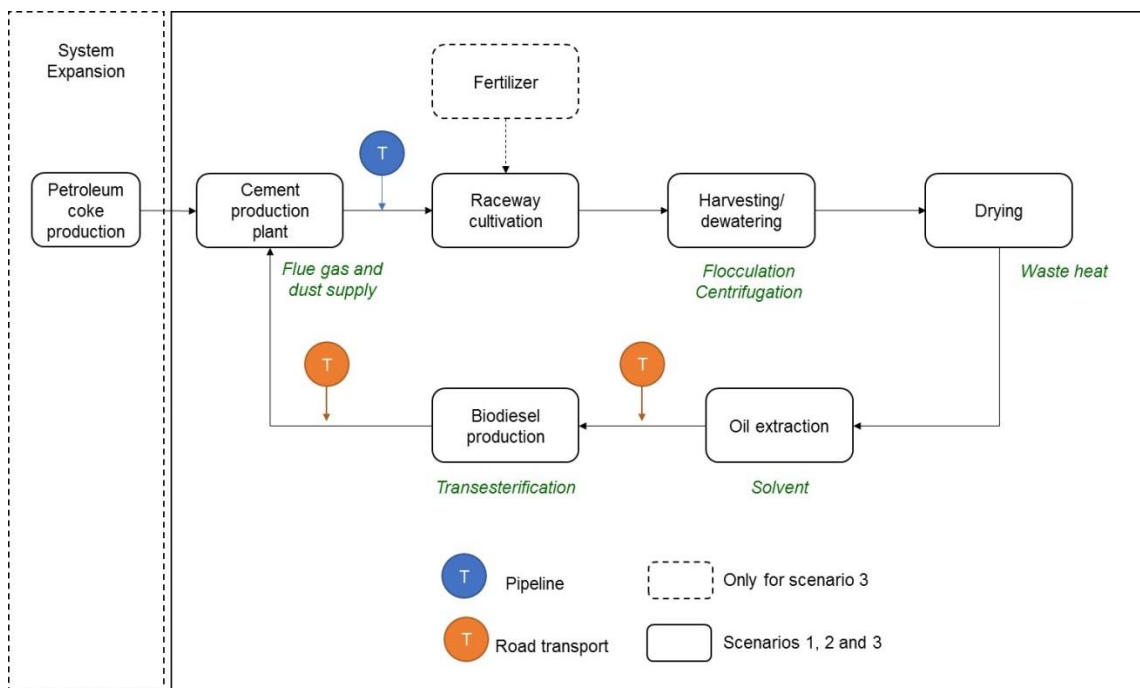 System
Expansion
Fertilizer
T
Petroleum
coke
production
Cement
production
plant
Raceway
cultivation
Harvesting/
dewatering
Drying
Flue gas and
dust supply
Flocculation
Centrifugation
Waste heat
T
T
Biodiesel
production
Oil extraction
Transesterification
Solvent
T
Pipeline
Only for scenario 3
T
Road transport
Scenarios 1, 2 and 3